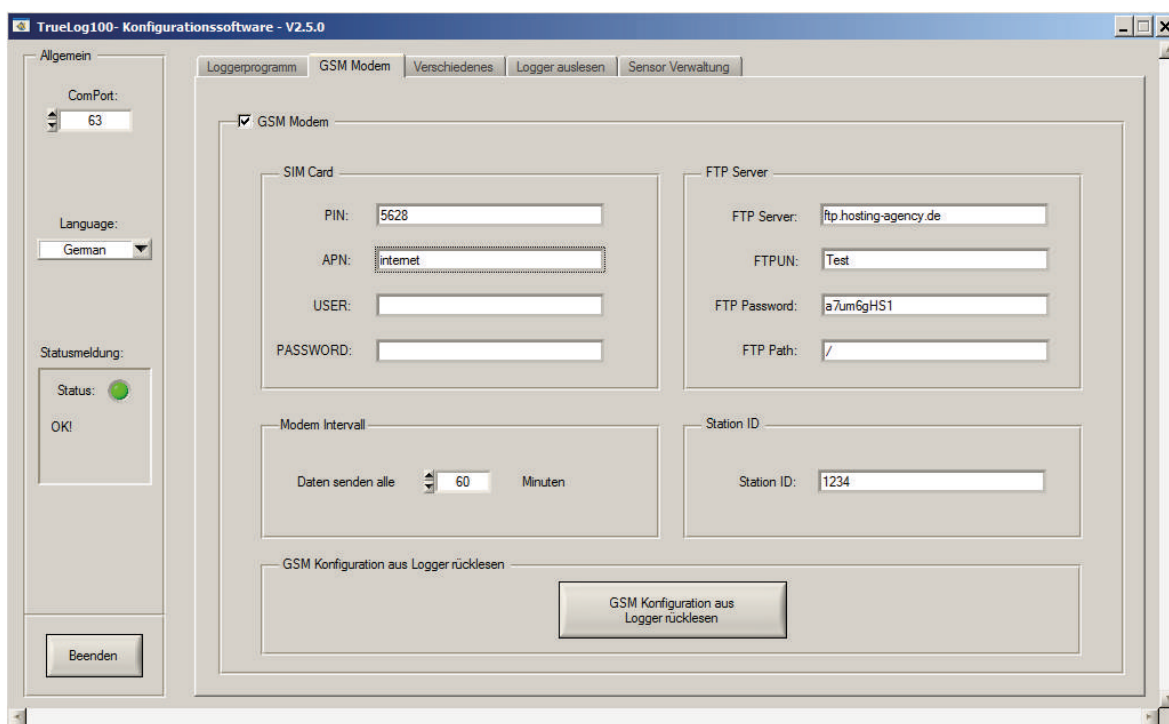 TrueLog100- Konfigurationssoftware - V2.5.0
Allgemein
ComPort:
63
Language:
German
Statusmeldung:
Status:
OK!
Beenden
Loggerprogramm GSM Modem Verschiedenes Logger auslesen Sensor Verwaltung
GSM Modem
SIM Card
PIN: 5628
APN: internet
USER:
PASSWORD:
FTP Server
FTP Server: ftp.hosting-agency.de
FTPUN: Test
FTP Password: a7um6gHS1
FTP Path: /
Modem Intervall
Daten senden alle 60 Minuten
Station ID
Station ID: 1234
GSM Konfiguration aus Logger rücklesen
GSM Konfiguration aus
Logger rücklesen